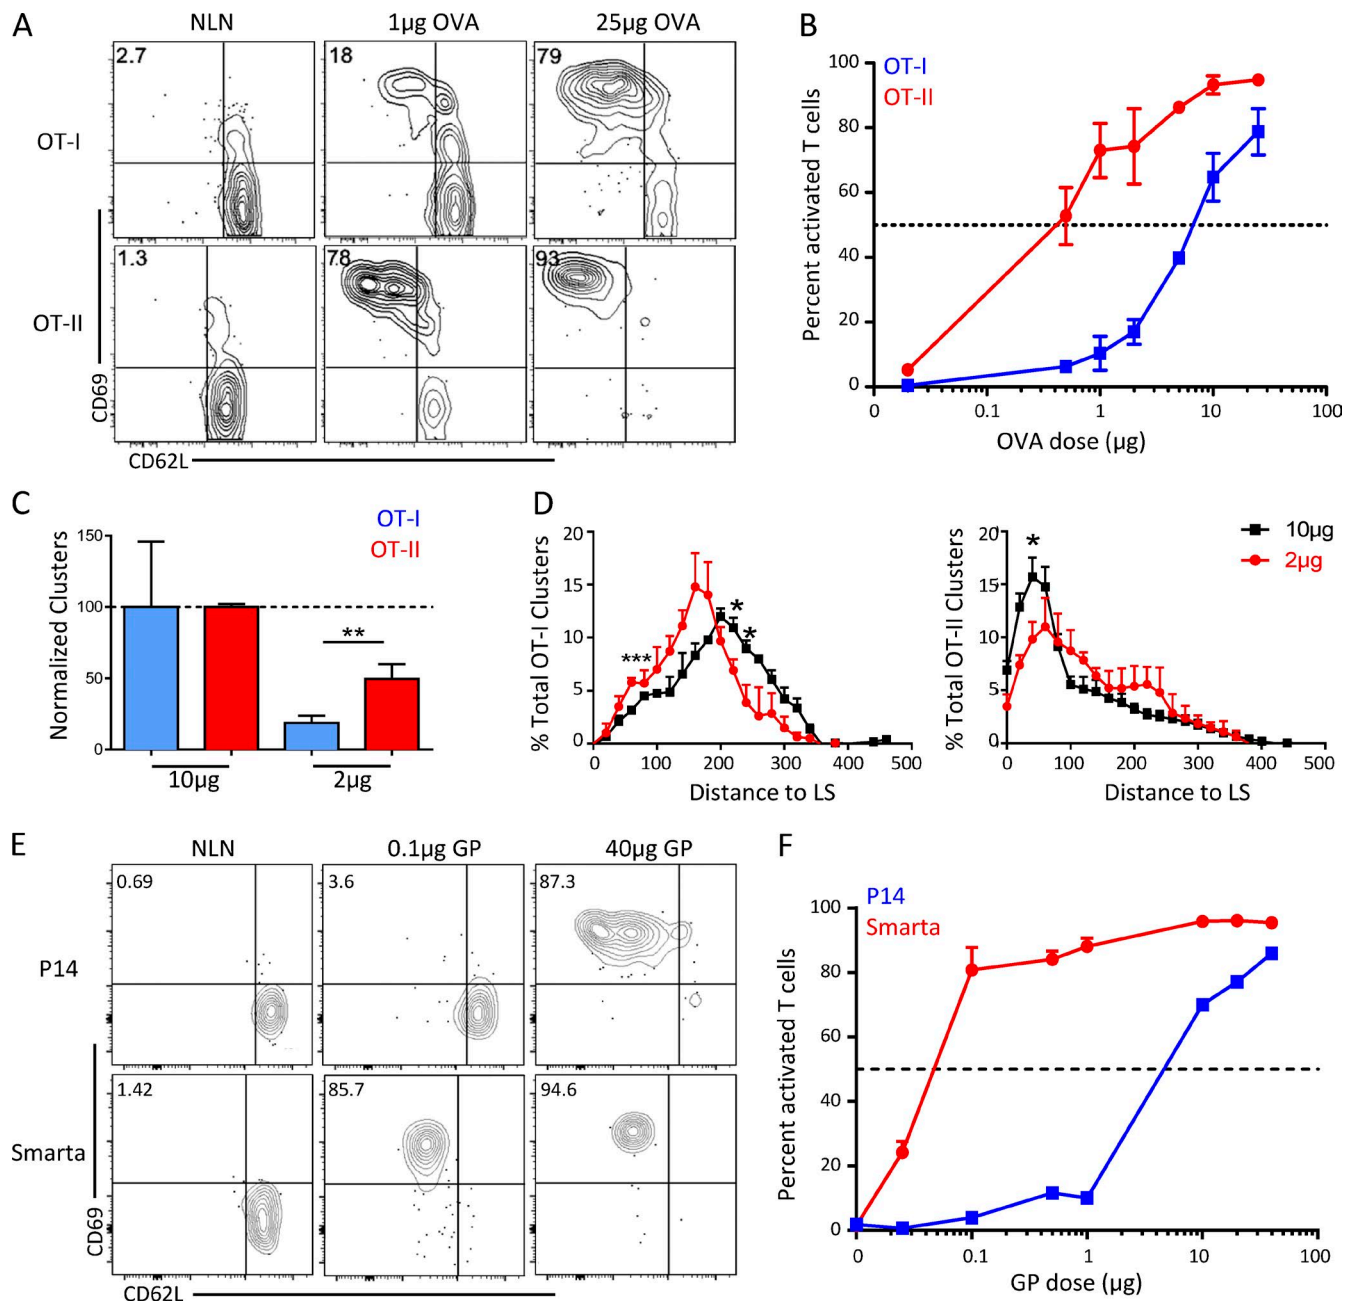 A
NLN 1µg OVA 25µg OVA
2.7 18 79
OT-I
1.3 78 93
OT-II
CD69
CD62L
B
OT-I
OT-II
Percent activated T cells
100
80
60
40
20
0
0 0.1 1 10 100
OVA dose (µg)
C
OT-I
OT-II
Normalized Clusters
150
100
50
0
**
10µg 2µg
D
% Total OT-I Clusters
20
15
10
5
0
*
*
***
0 100 200 300 400 500
Distance to LS
% Total OT-II Clusters
20
15
10
5
0
*
0 100 200 300 400 500
Distance to LS
10µg
2µg
E
NLN 0.1µg GP 40µg GP
0.69 3.6 87.3
P14
1.42 85.7 94.6
Smarta
CD69
CD62L
F
P14
Smarta
Percent activated T cells
100
80
60
40
20
0
0 0.1 1 10 100
GP dose (µg)